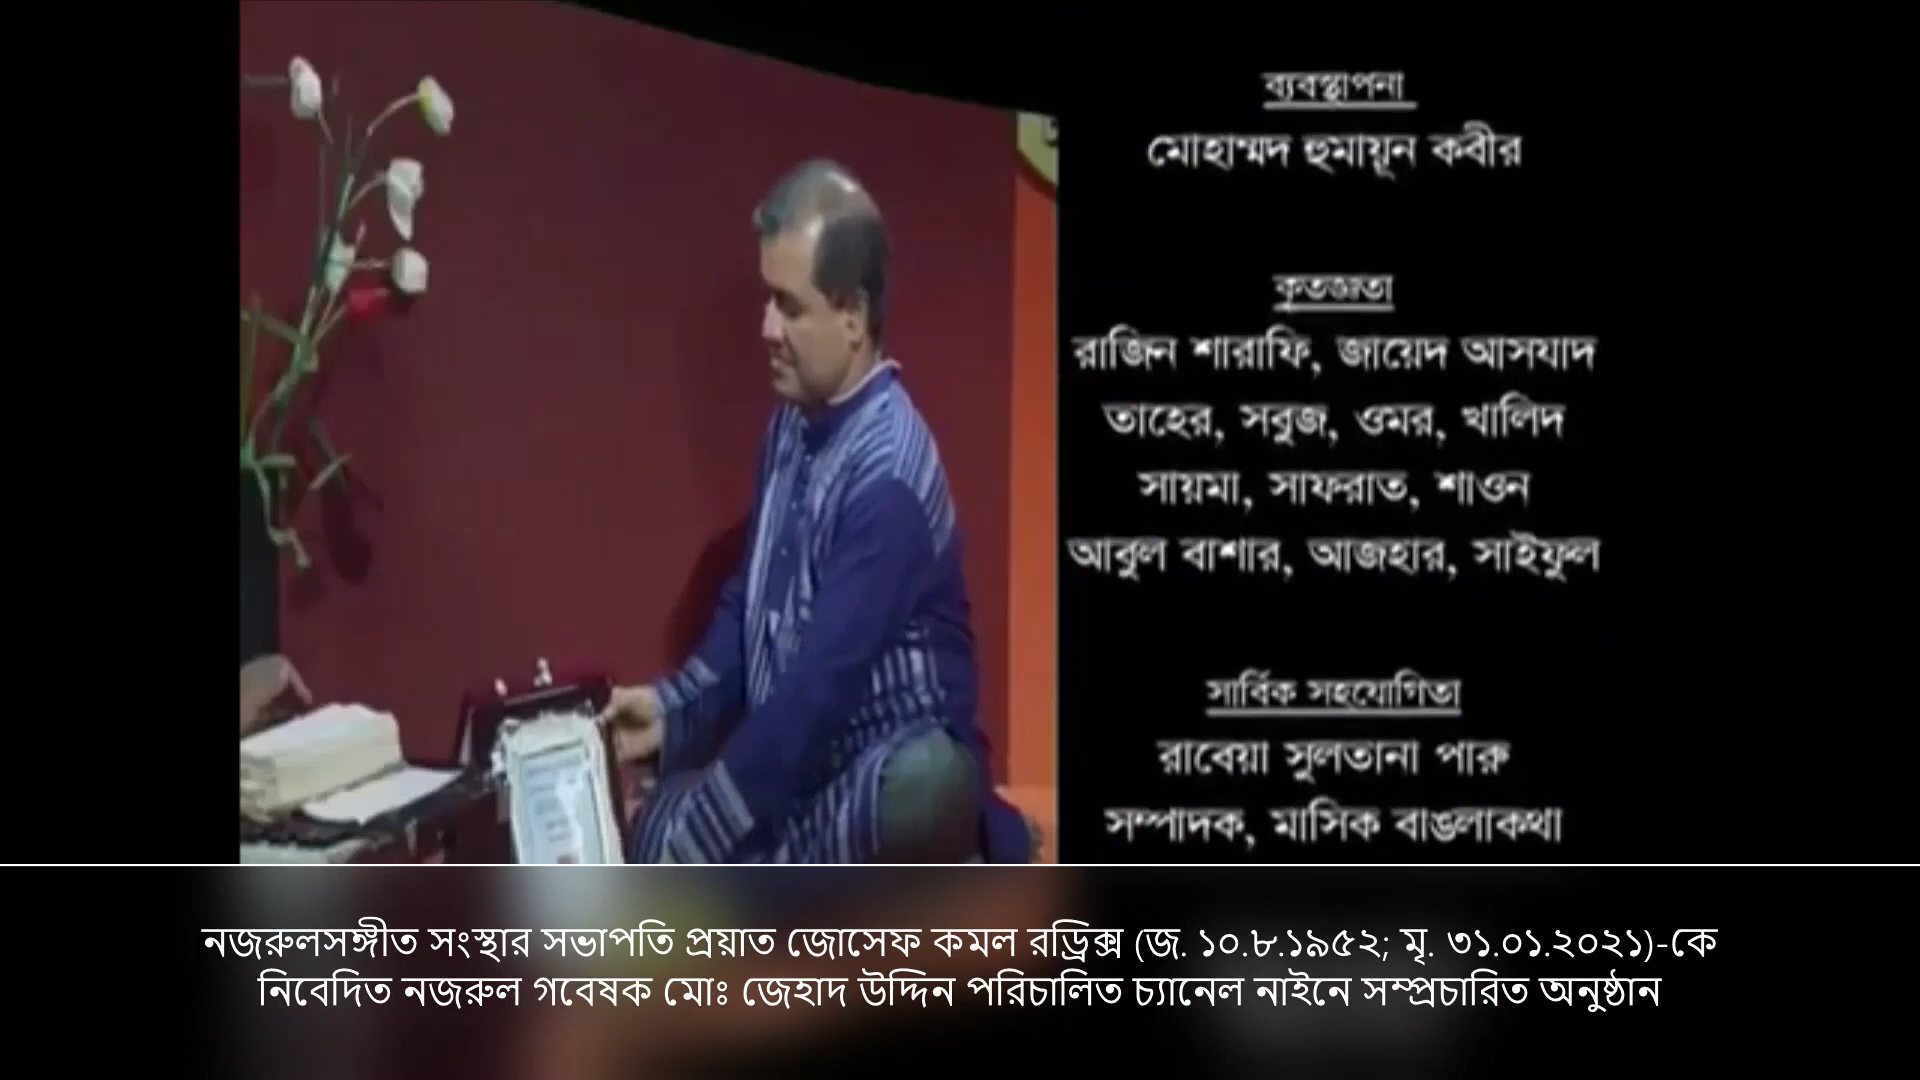 ব্যবস্থাপনা
মোহাম্মদ হুমায়ূন কবীর
কৃতজ্ঞতা
রাজিন শারাফি, জায়েদ আসযাদ
তাহের, সবুজ, ওমর, খালিদ
সায়মা, সাফরাত, শাওন
আবুল বাশার, আজহার, সাইফুল
সার্বিক সহযোগিতা
রাবেয়া সুলতানা পারু
সম্পাদক, মাসিক বাঙলাকথা
নজরুলসঙ্গীত সংস্থার সভাপতি প্রয়াত জোসেফ কমল রড্রিক্স (জ. ১০.৮.১৯৫২; মৃ. ৩১.০১.২০২১)-কে
নিবেদিত নজরুল গবেষক মোঃ জেহাদ উদ্দিন পরিচালিত চ্যানেল নাইনে সম্প্রচারিত অনুষ্ঠান